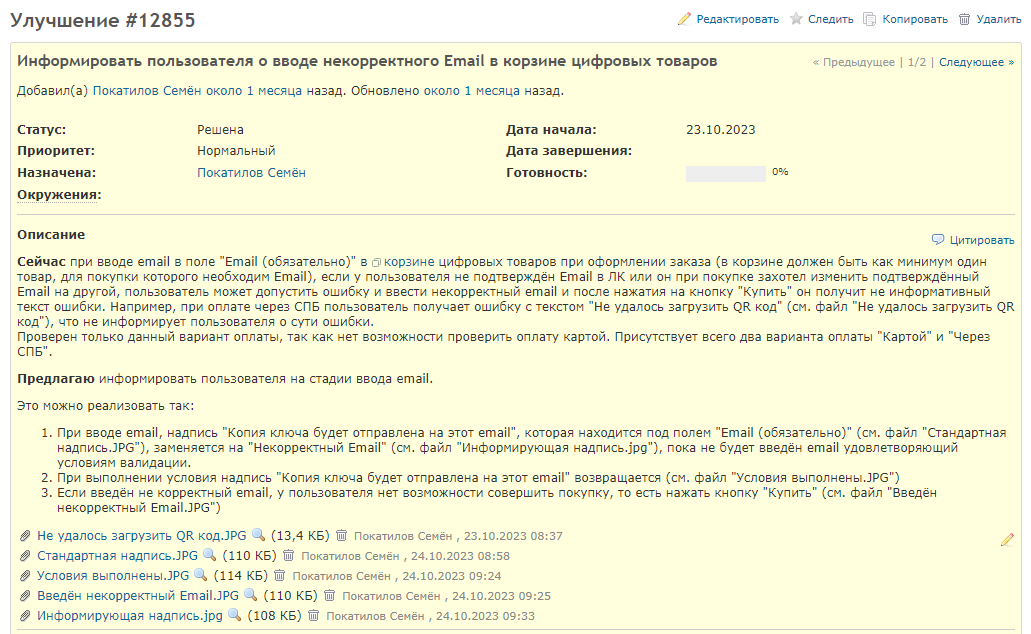 Улучшение #12855
Редактировать Следить Копировать Удалить
Информировать пользователя о вводе некорректного Email в корзине цифровых товаров
« Предыдущее | 1/2 | Следующее »
Добавил(а) Покатилов Семён около 1 месяца назад. Обновлено около 1 месяца назад.
Статус: Решена Дата начала: 23.10.2023
Приоритет: Нормальный Дата завершения:
Назначена: Покатилов Семён Готовность: 0%
Окружения:
Описание
Цитировать
Сейчас при вводе email в поле "Email (обязательно)" в корзине цифровых товаров при оформлении заказа (в корзине должен быть как минимум один
товар, для покупки которого необходим Email), если у пользователя не подтверждён Email в ЛК или он при покупке захотел изменить подтверждённый
Email на другой, пользователь может допустить ошибку и ввести некорректный email и после нажатия на кнопку "Купить" он получит не информативный
текст ошибки. Например, при оплате через СПБ пользователь получает ошибку с текстом "Не удалось загрузить QR код" (см. файл "Не удалось загрузить QR
код"), что не информирует пользователя о сути ошибки.
Проверен только данный вариант оплаты, так как нет возможности проверить оплату картой. Присутствует всего два варианта оплаты "Картой" и "Через
СПБ".
Предлагаю информировать пользователя на стадии ввода email.
Это можно реализовать так:
1. При вводе email, надпись "Копия ключа будет отправлена на этот email", которая находится под полем "Email (обязательно)" (см. файл "Стандартная
надпись.JPG"), заменяется на "Некорректный Email" (см. файл "Информирующая надпись.jpg"), пока не будет введён email удовлетворяющий
условиям валидации.
2. При выполнении условия надпись "Копия ключа будет отправлена на этот email" возвращается (см. файл "Условия выполнены.JPG")
3. Если введён не корректный email, у пользователя нет возможности совершить покупку, то есть нажать кнопку "Купить" (см. файл "Введён
некорректный Email.JPG")
Не удалось загрузить QR код.JPG (13,4 КБ) Покатилов Семён , 23.10.2023 08:37
Стандартная надпись.JPG (110 КБ) Покатилов Семён , 24.10.2023 08:58
Условия выполнены.JPG (114 КБ) Покатилов Семён , 24.10.2023 09:24
Введён некорректный Email.JPG (110 КБ) Покатилов Семён , 24.10.2023 09:25
Информирующая надпись.jpg (108 КБ) Покатилов Семён , 24.10.2023 09:33